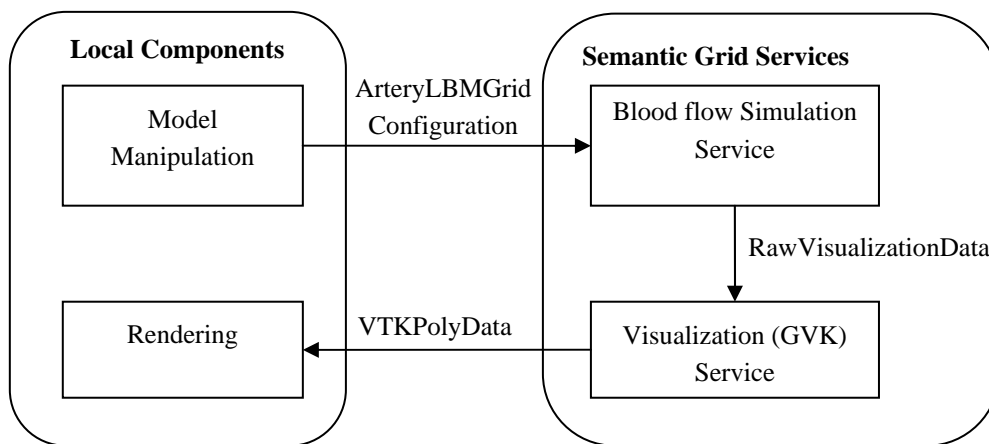 Local Components
Semantic Grid Services
Model
Manipulation
ArteryLBMGrid
Configuration
Blood flow Simulation
Service
RawVisualizationData
Rendering
VTKPolyData
Visualization (GVK)
Service